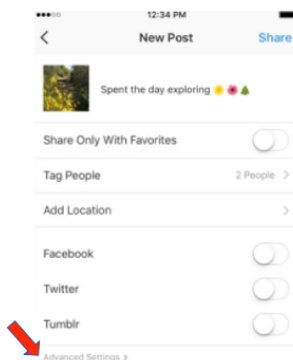 12:34 PM
New Post
Share
Spent the day exploring 🌼🌺🌲
Share Only With Favorites
Tag People
2 People >
Add Location
>
Facebook
Twitter
Tumblr
Advanced Settings >